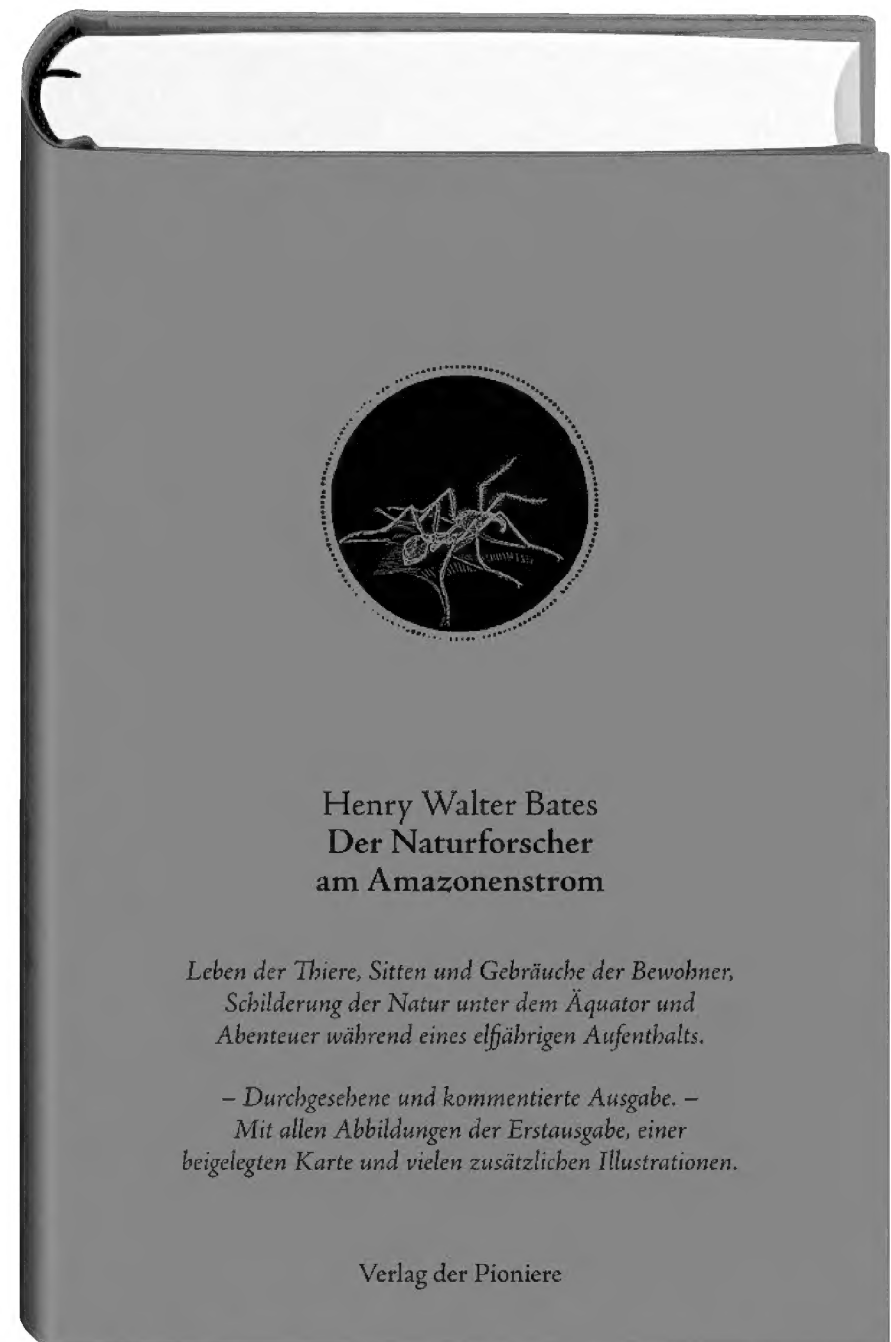 Henry Walter Bates
Der Naturforscher
am Amazonenstrom
Leben der Thiere, Sitten und Gebräuche der Bewohner,
Schilderung der Natur unter dem Äquator und
Abenteuer während eines elfjährigen Aufenthalts.
– Durchgesehene und kommentierte Ausgabe. –
Mit allen Abbildungen der Erstausgabe, einer
beigelegten Karte und vielen zusätzlichen Illustrationen.
Verlag der Pioniere